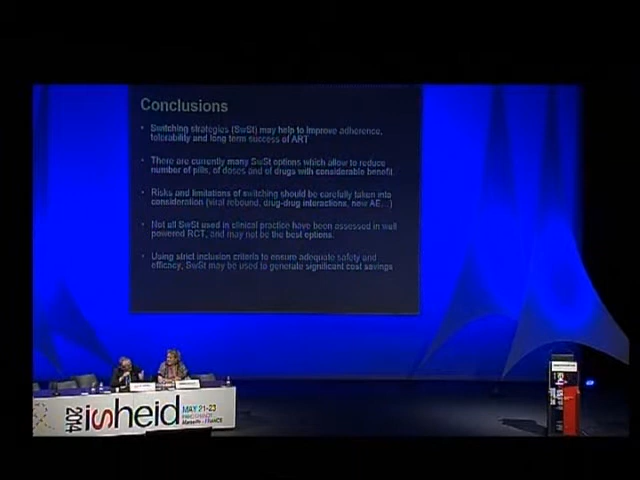 Conclusions
• Switching strategies (SwSt) may help to improve adherence,
tolerability and long term success of ART
• There are currently many SwSt options which allow to reduce
number of pills, of doses and of drugs with considerable benefit
• Risks and limitations of switching should be carefully taken into
consideration (viral rebound, drug-drug interactions, new AE...)
• Not all SwSt used in clinical practice have been assessed in well
powered RCT, and may not be the best options.
• Using strict inclusion criteria to ensure adequate safety and
efficacy, SwSt may be used to generate significant cost savings
2014
isheid
MAY 21-23
Marseille - FRANCE